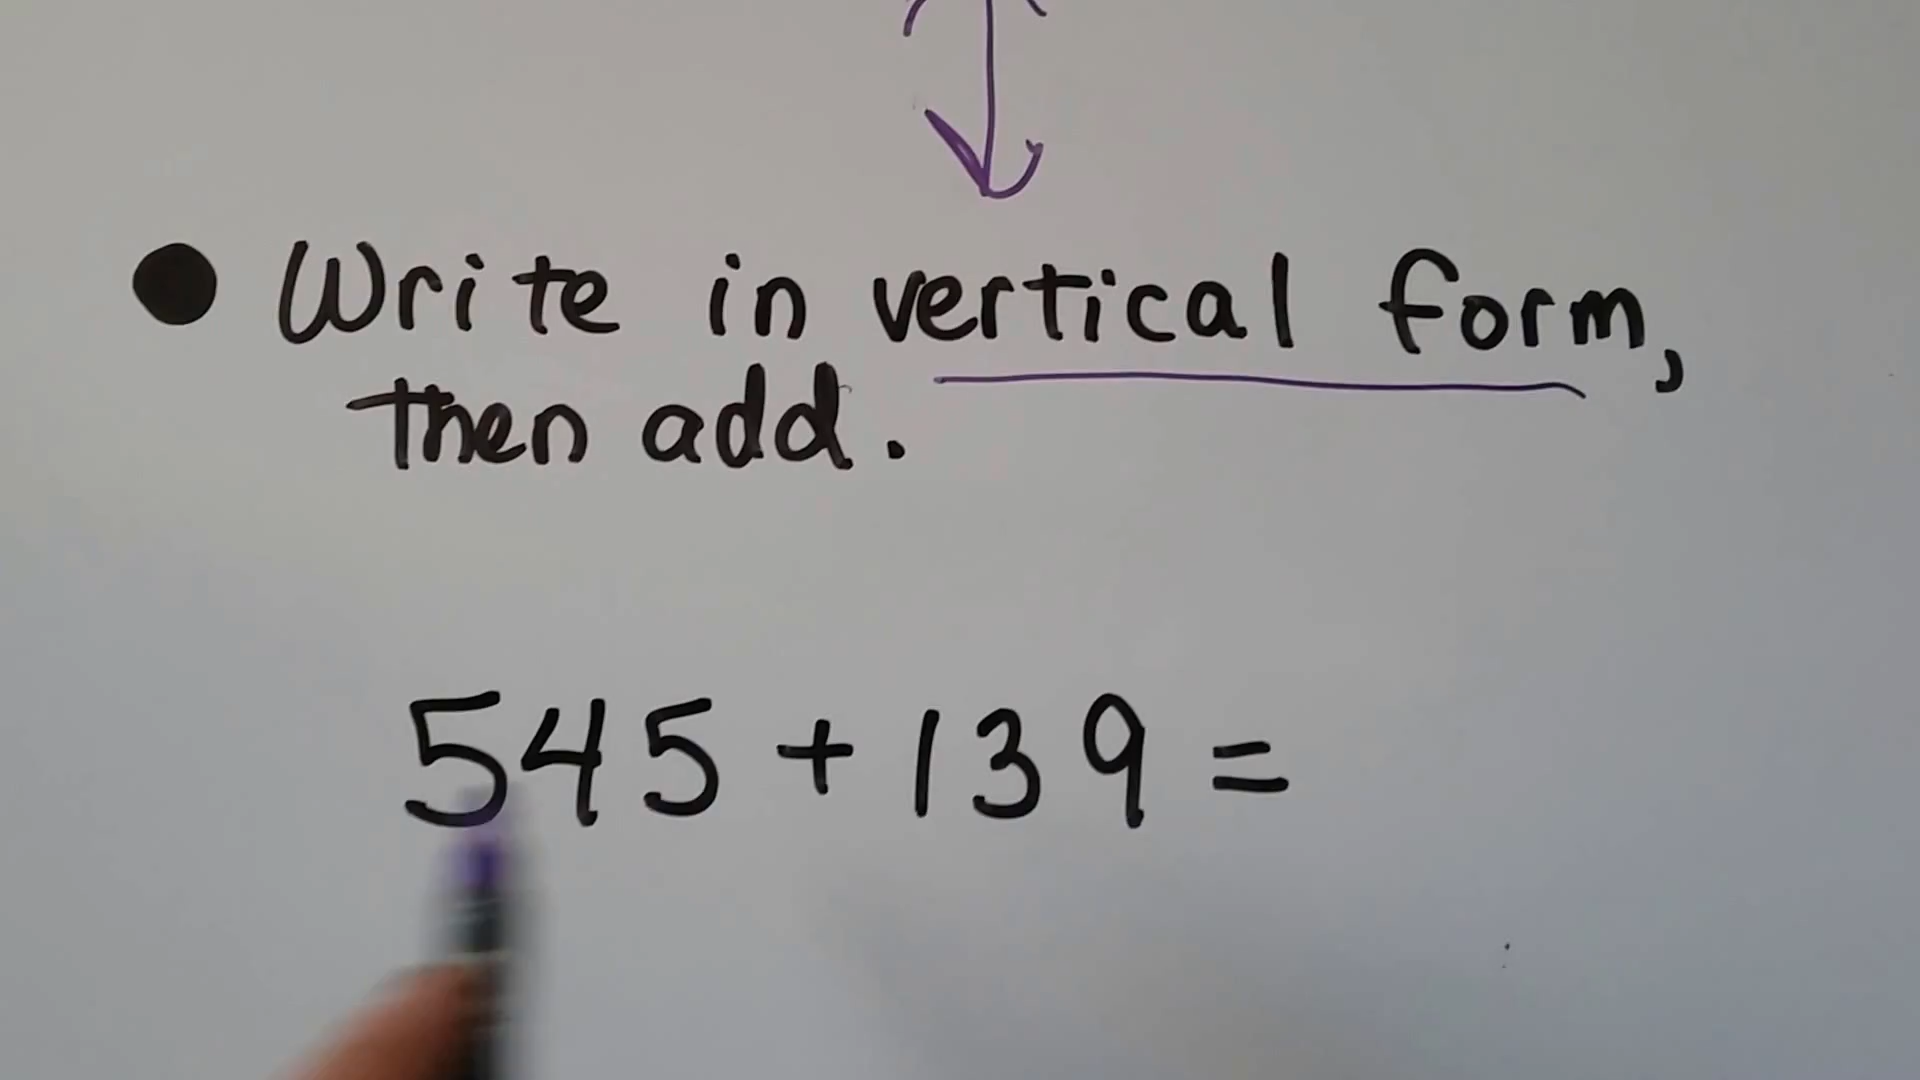 ● Write in vertical form,
then add.
545 + 139 =